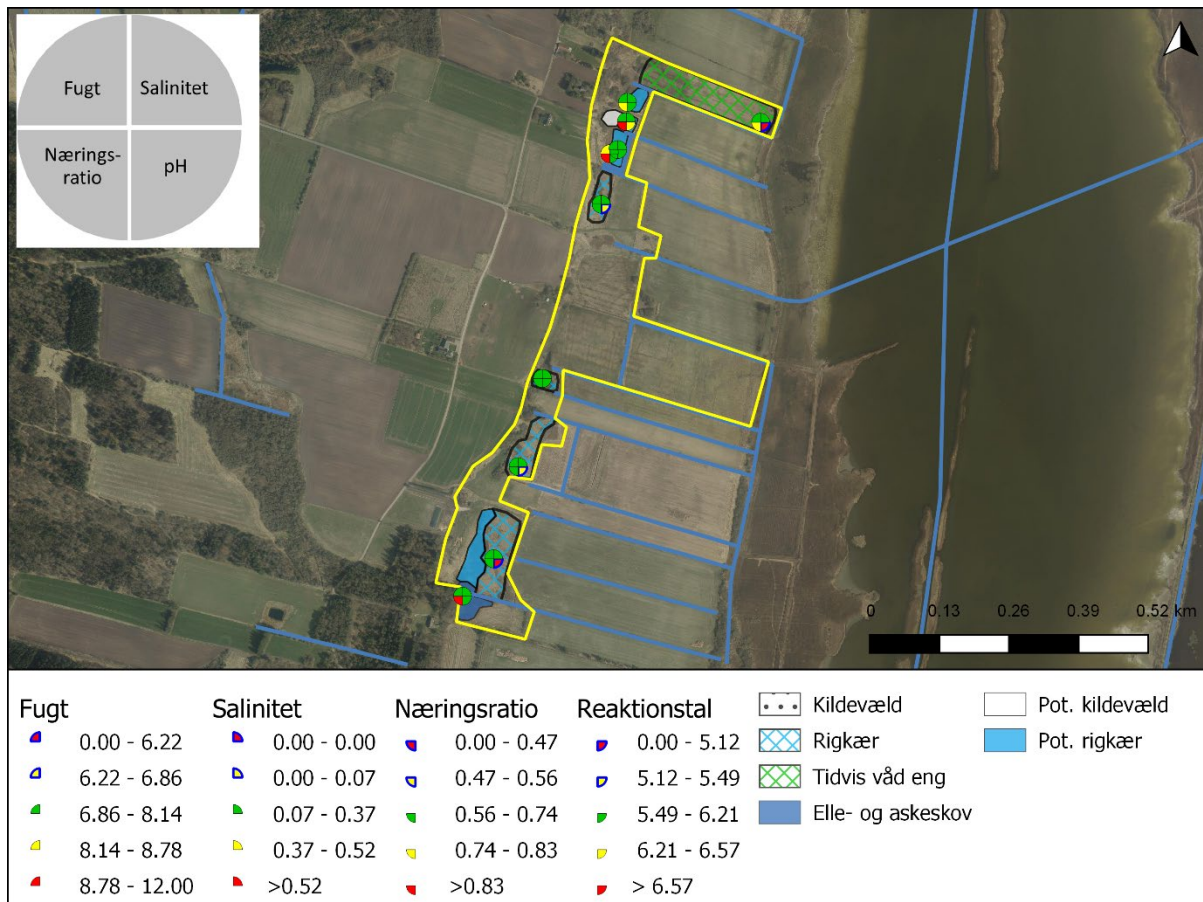 Fugt
Salinitet
Nærings-
ratio
pH
0 0.13 0.26 0.39 0.52 km
Fugt
0.00 - 6.22
6.22 - 6.86
6.86 - 8.14
8.14 - 8.78
8.78 - 12.00
Salinitet
0.00 - 0.00
0.00 - 0.07
0.07 - 0.37
0.37 - 0.52
>0.52
Næringsratio
0.00 - 0.47
0.47 - 0.56
0.56 - 0.74
0.74 - 0.83
>0.83
Reaktionstal
0.00 - 5.12
5.12 - 5.49
5.49 - 6.21
6.21 - 6.57
> 6.57
Kildevæld
Rigkær
Tidvis våd eng
Elle- og askeskov
Pot. kildevæld
Pot. rigkær